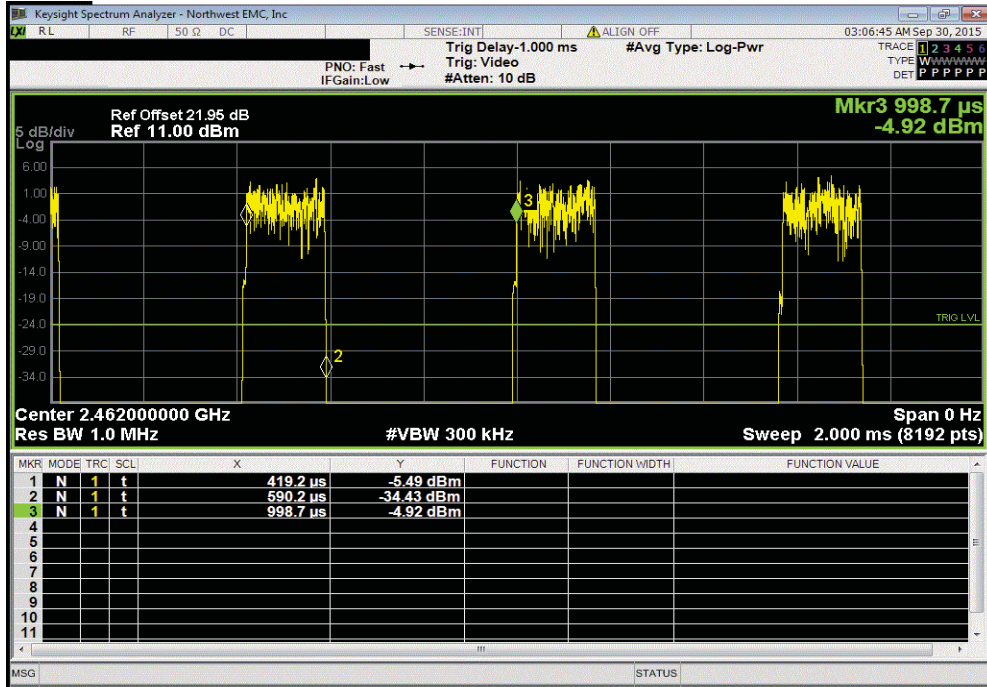 Keysight Spectrum Analyzer - Northwest EMC, Inc
LXI RL RF 50 Ω DC SENSE:INT ALIGN OFF 03:06:45 AM Sep 30, 2015
Trig Delay-1.000 ms #Avg Type: Log-Pwr TRACE 1 2 3 4 5 6
PNO: Fast Trig: Video TYPE WWWWWW
IFGain:Low #Atten: 10 dB DET P P P P P P
Mkr3 998.7 µs
Ref Offset 21.95 dB
5 dB/div Ref 11.00 dBm -4.92 dBm
Log
6.00
1.00
3
-4.00
-9.00
-14.0
-19.0
-24.0 TRIG LVL
-29.0
2
-34.0
Center 2.462000000 GHz Span 0 Hz
Res BW 1.0 MHz #VBW 300 kHz Sweep 2.000 ms (8192 pts)
MKR MODE TRC SCL X Y FUNCTION FUNCTION WIDTH FUNCTION VALUE
1 N 1 t 419.2 µs -5.49 dBm
2 N 1 t 590.2 µs -34.43 dBm
3 N 1 t 998.7 µs -4.92 dBm
4
5
6
7
8
9
10
11
MSG STATUS